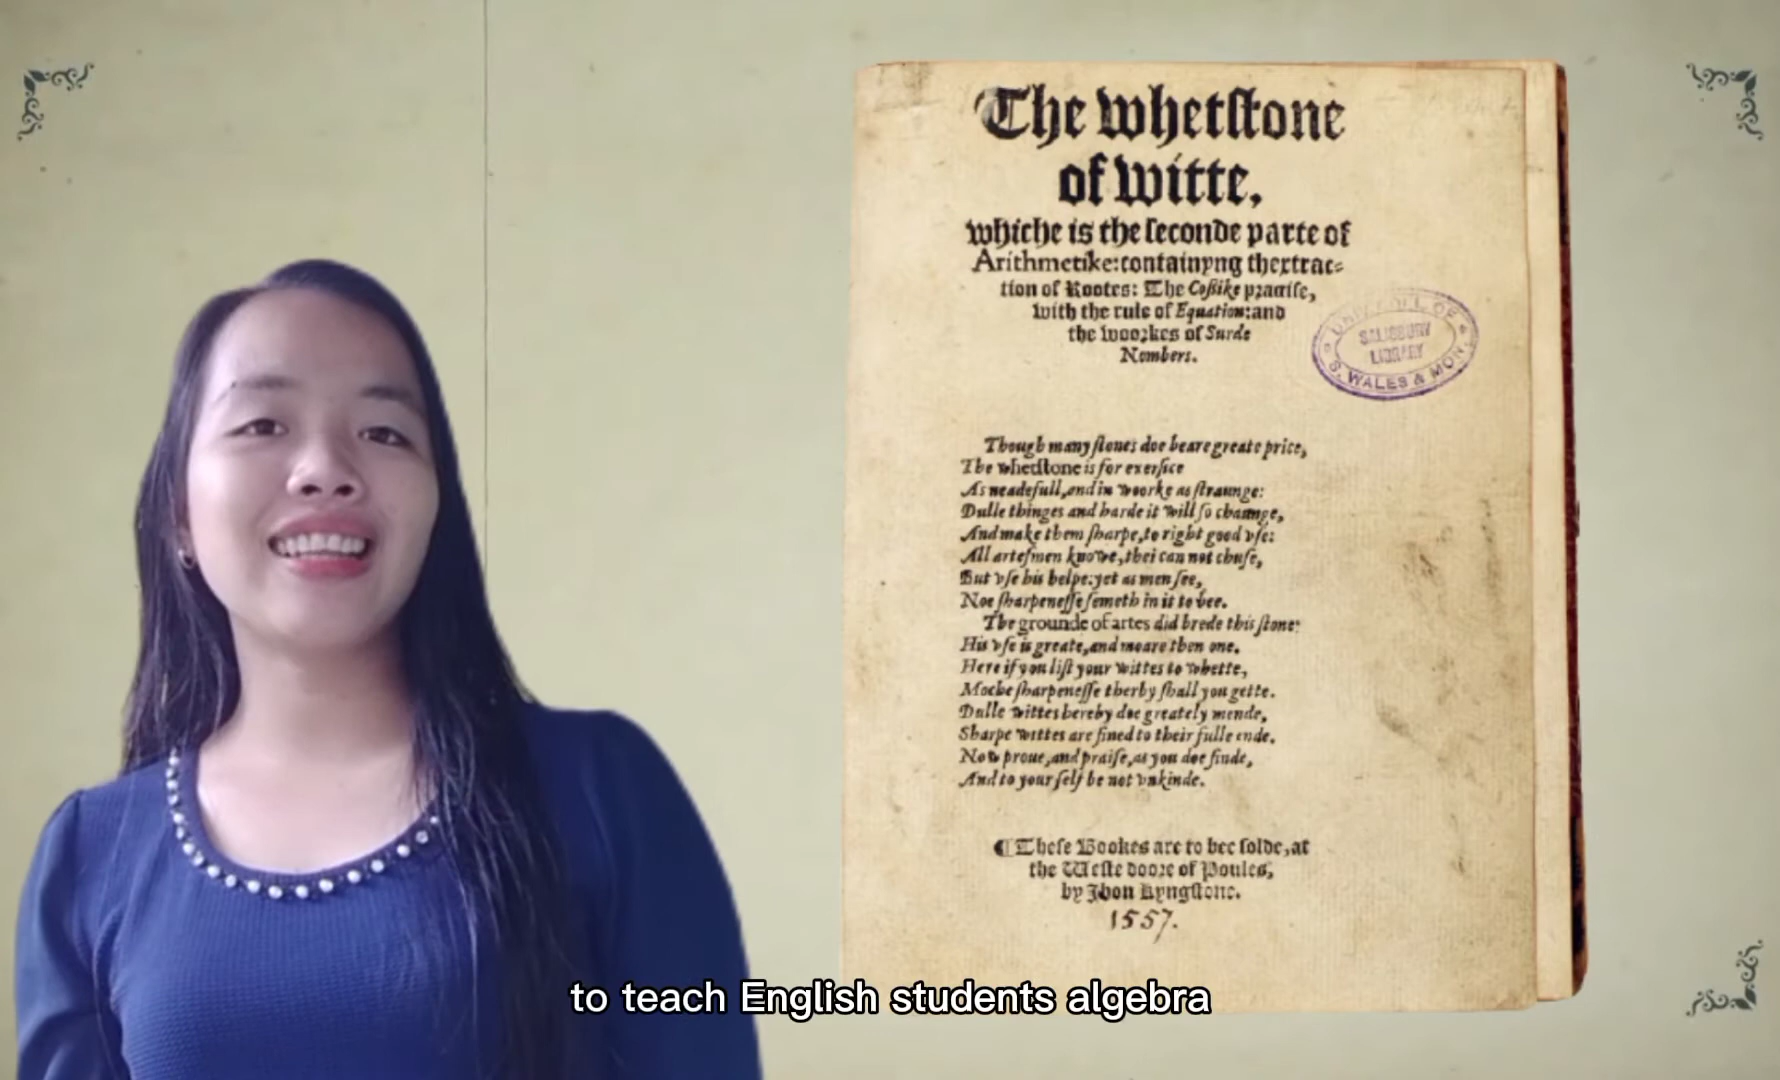 The whetſtone
of witte,
whiche is the ſeconde parte of
Arithmetike: containyng thextrac-
tion of Rootes: The Coßike practiſe,
with the rule of Equation: and
the woorkes of Surde
Nombers.
UNIV. COLL. OF
SALISBURY
LIBRARY
S. WALES & MON.
Though many ſtones doe beare greate price,
The whetſtone is for exerſice
As neadefull, and in woorke as ſtraunge:
Dulle thinges and harde it will ſo chaunge,
And make them ſharpe, to right good vſe:
All arteſmen knowe, thei can not chuſe,
But vſe his helpe: yet as men ſee,
Noe ſharpeneſſe ſemeth in it to bee.
The grounde of artes did brede this ſtone:
His vſe is greate, and moare then one.
Here if you liſt your wittes to whette,
Moche ſharpeneſſe therby ſhall you gette.
Dulle wittes hereby doe greately mende,
Sharpe wittes are fined to their fulle ende.
Now proue, and praiſe, as you doe finde,
And to your ſelf be not vnkinde.
¶Theſe Bookes are to bee ſolde, at
the Weſte doore of Poules,
by Jhon Kyngſtone.
1557.
to teach English students algebra